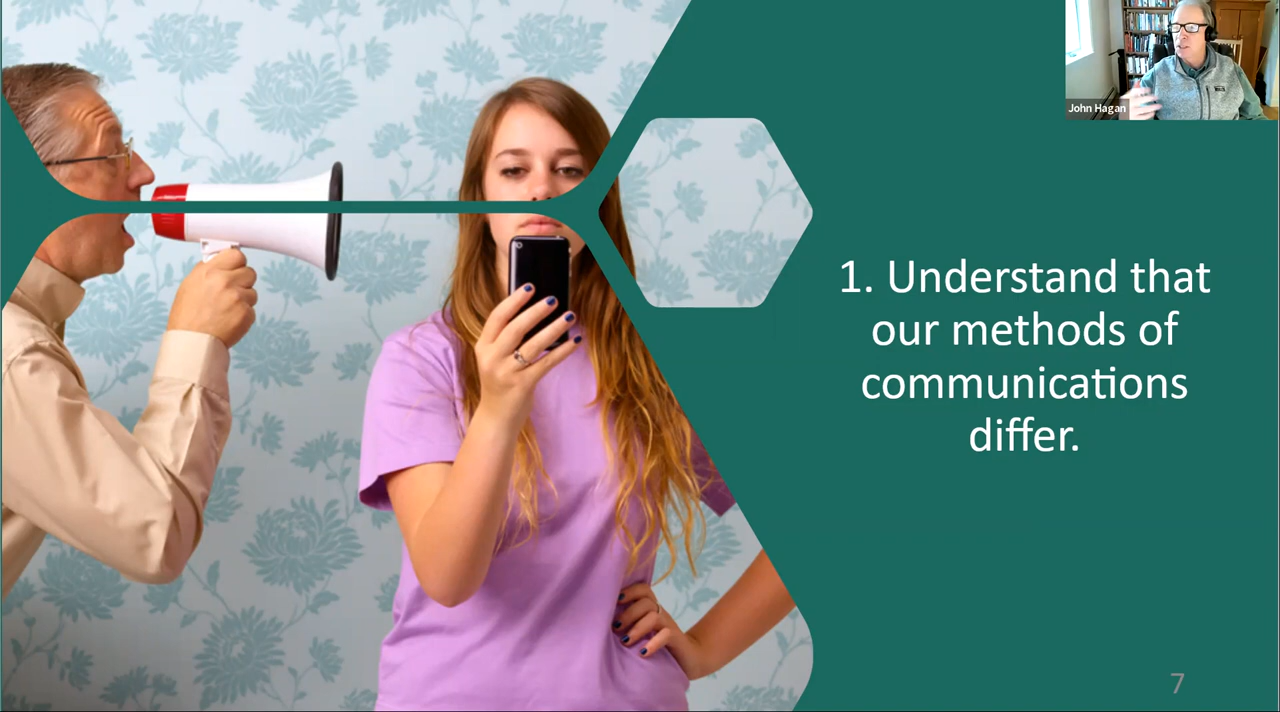 John Hagan
1. Understand that
our methods of
communications
differ.
7